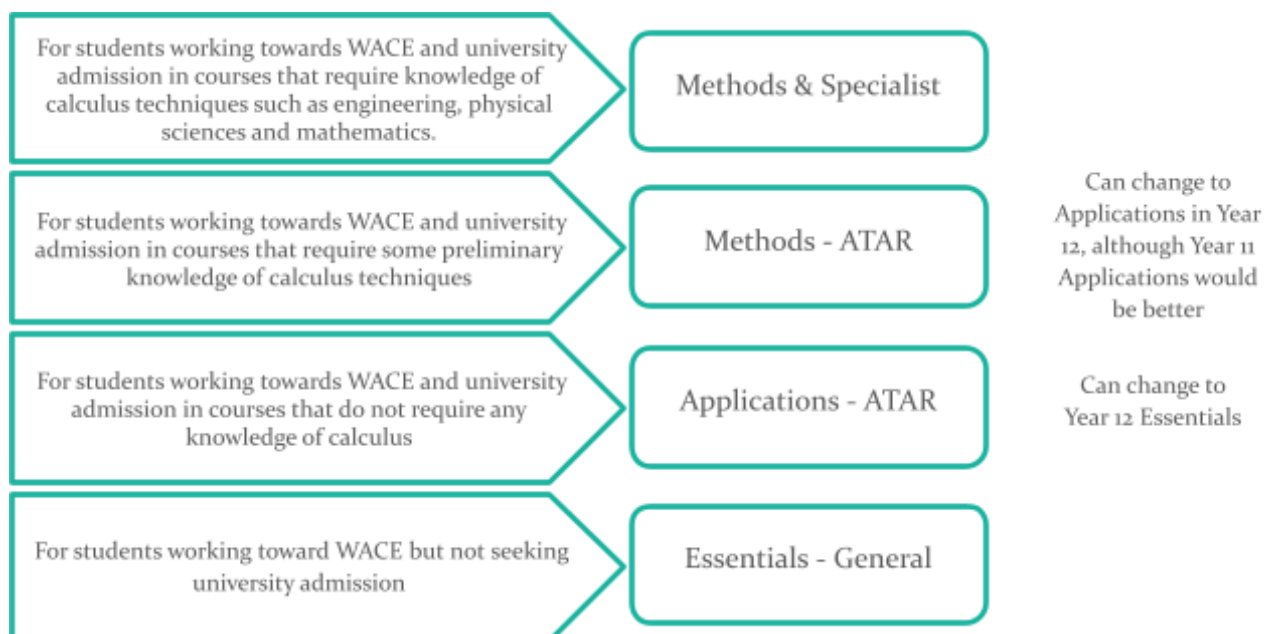 For students working towards WACE and university
admission in courses that require knowledge of
calculus techniques such as engineering, physical
sciences and mathematics.
Methods & Specialist
For students working towards WACE and university
admission in courses that require some preliminary
knowledge of calculus techniques
Methods - ATAR
Can change to
Applications in Year
12, although Year 11
Applications would
be better
For students working towards WACE and university
admission in courses that do not require any
knowledge of calculus
Applications - ATAR
Can change to
Year 12 Essentials
For students working toward WACE but not seeking
university admission
Essentials - General